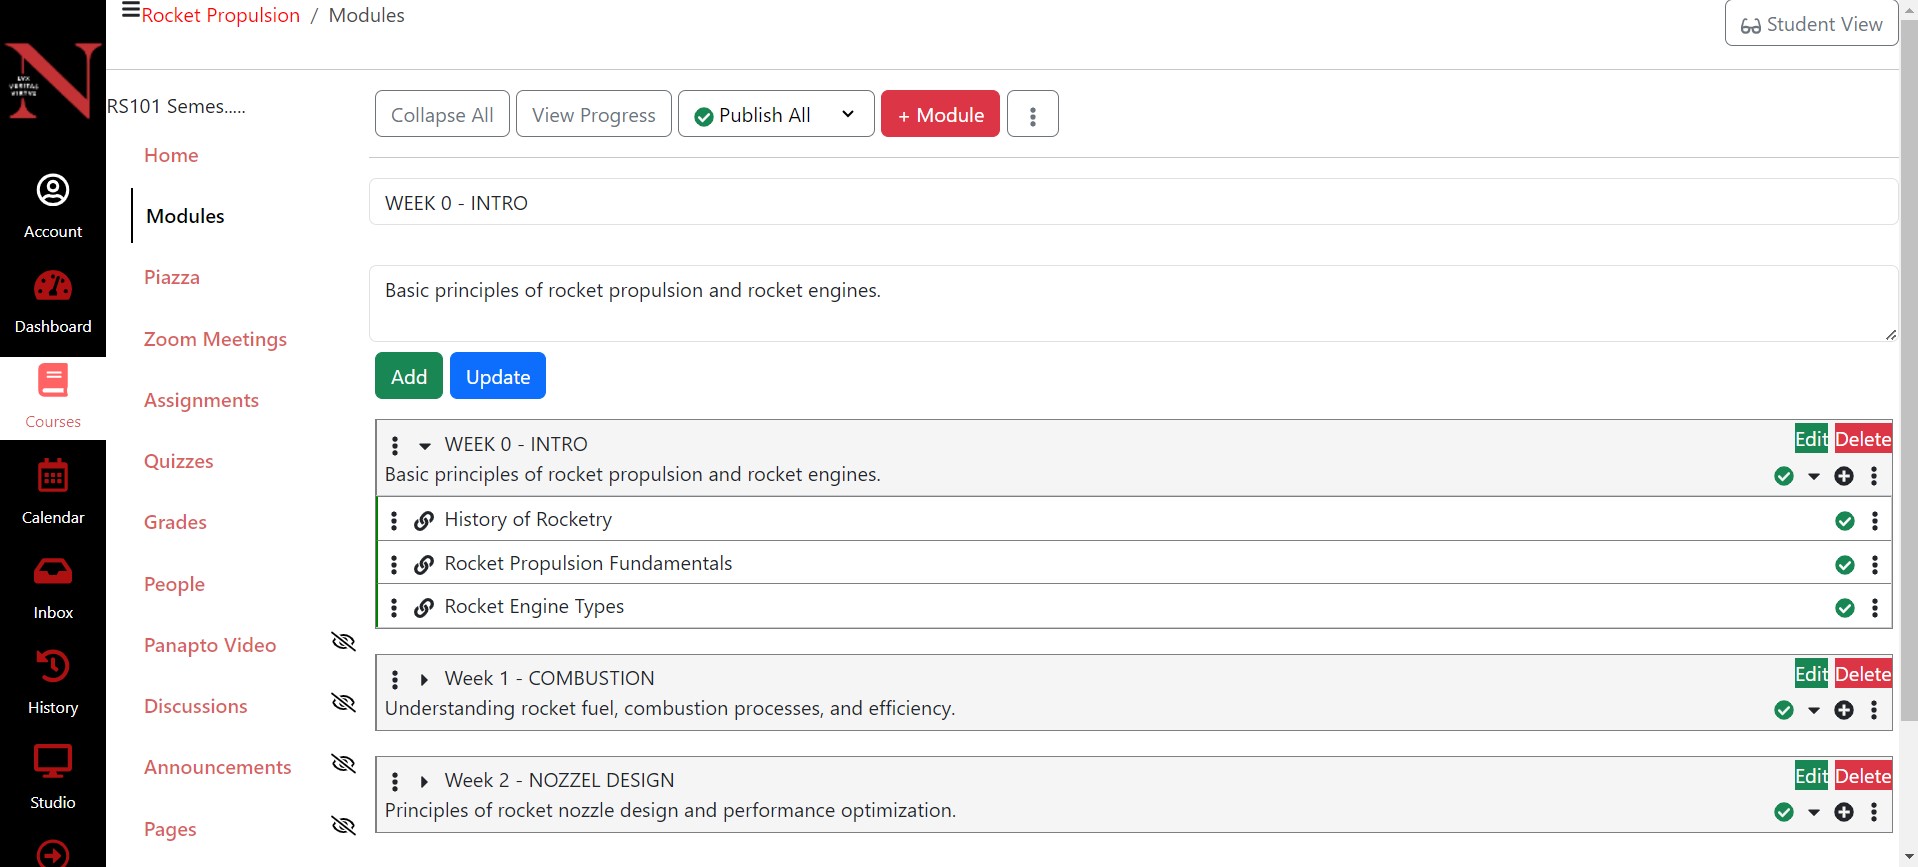 Rocket Propulsion / Modules
Student View
LVX
VERITAS
VIRTVS
RS101 Semes.....
Account
Dashboard
Courses
Calendar
Inbox
History
Studio
Home
Modules
Piazza
Zoom Meetings
Assignments
Quizzes
Grades
People
Panapto Video
Discussions
Announcements
Pages
Collapse All View Progress Publish All + Module
WEEK 0 - INTRO
Basic principles of rocket propulsion and rocket engines.
Add Update
WEEK 0 - INTRO Edit Delete
Basic principles of rocket propulsion and rocket engines.
History of Rocketry
Rocket Propulsion Fundamentals
Rocket Engine Types
Week 1 - COMBUSTION Edit Delete
Understanding rocket fuel, combustion processes, and efficiency.
Week 2 - NOZZEL DESIGN Edit Delete
Principles of rocket nozzle design and performance optimization.